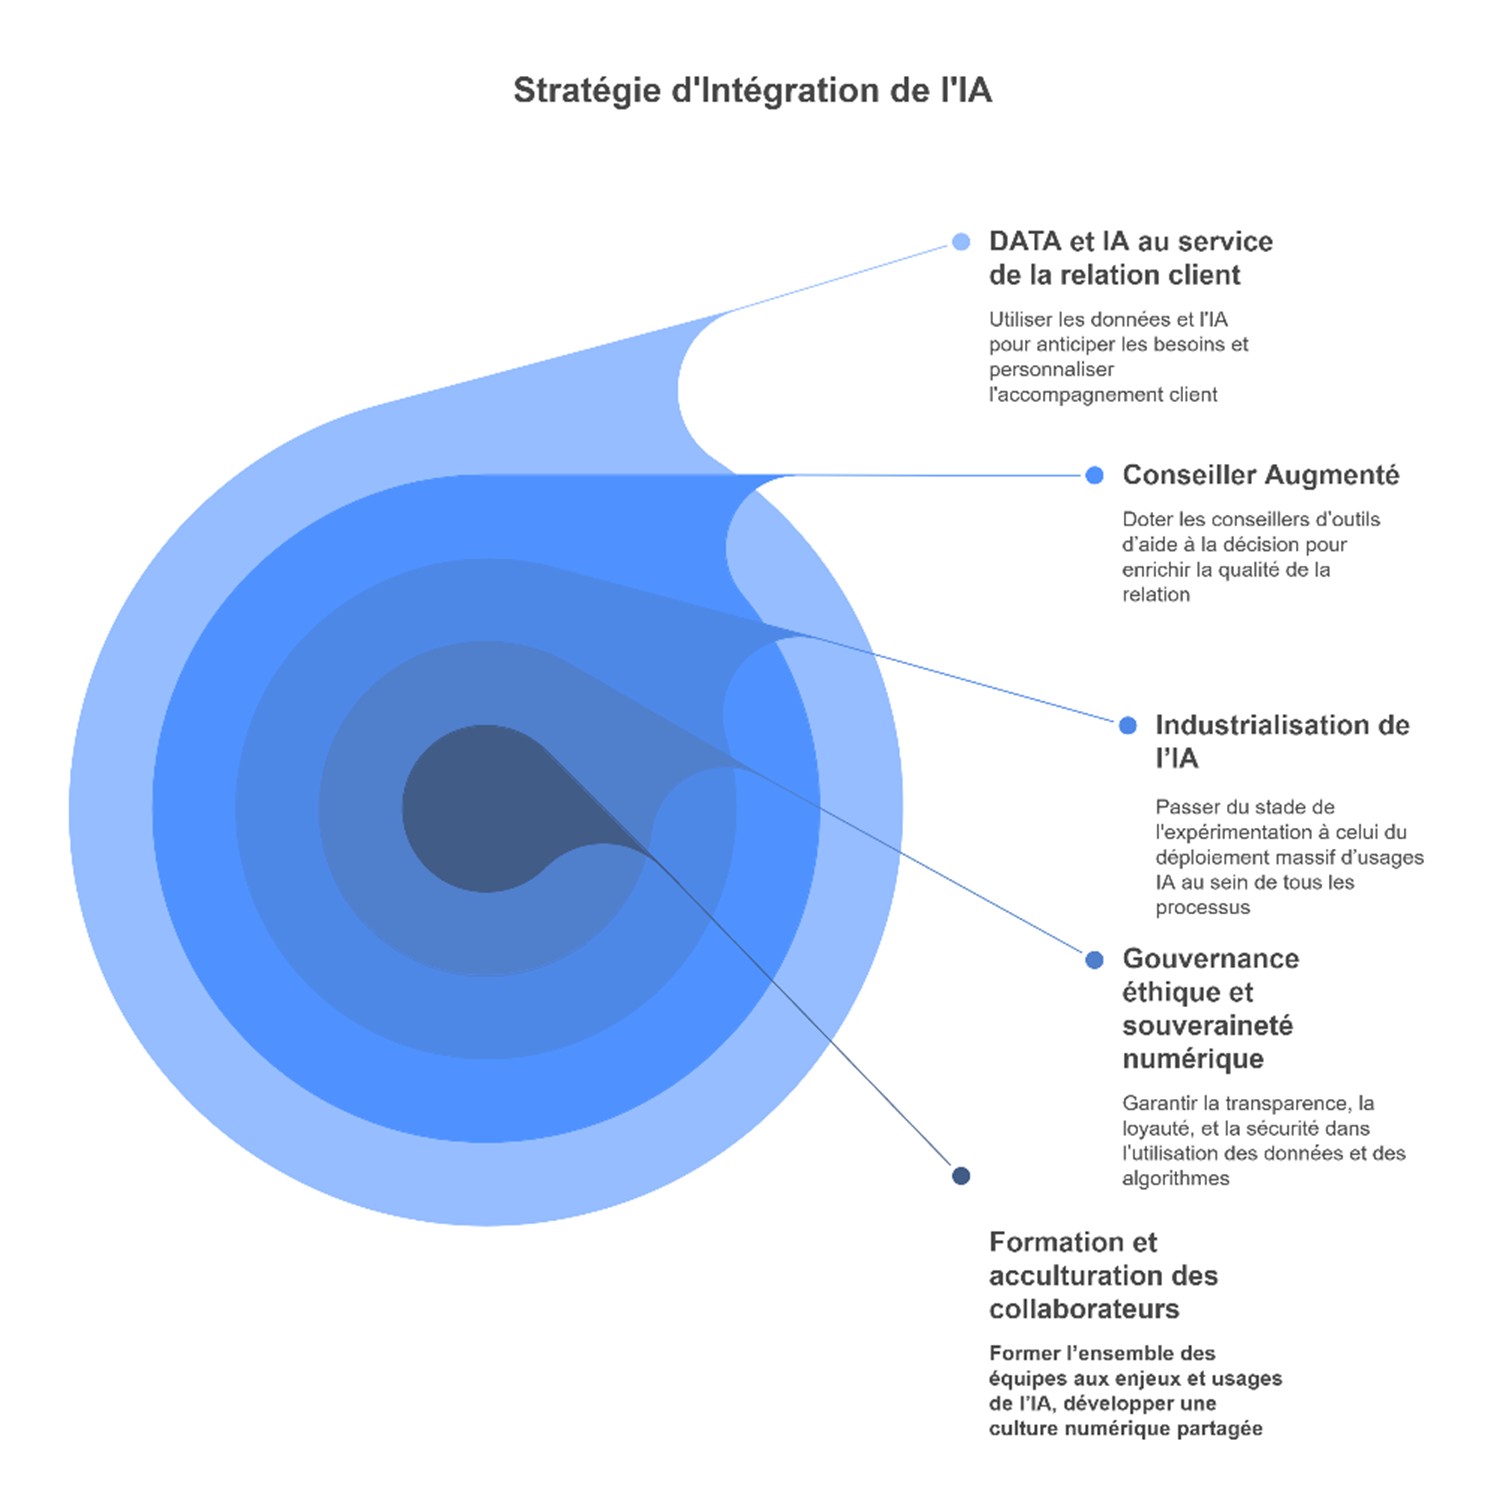 Stratégie d'Intégration de l'IA
DATA et IA au service
de la relation client
Utiliser les données et l'IA
pour anticiper les besoins et
personnaliser
l'accompagnement client
Conseiller Augmenté
Doter les conseillers d’outils
d’aide à la décision pour
enrichir la qualité de la
relation
Industrialisation de
l’IA
Passer du stade de
l'expérimentation à celui du
déploiement massif d’usages
IA au sein de tous les
processus
Gouvernance
éthique et
souveraineté
numérique
Garantir la transparence, la
loyauté, et la sécurité dans
l’utilisation des données et des
algorithmes
Formation et
acculturation des
collaborateurs
Former l’ensemble des
équipes aux enjeux et usages
de l’IA, développer une
culture numérique partagée